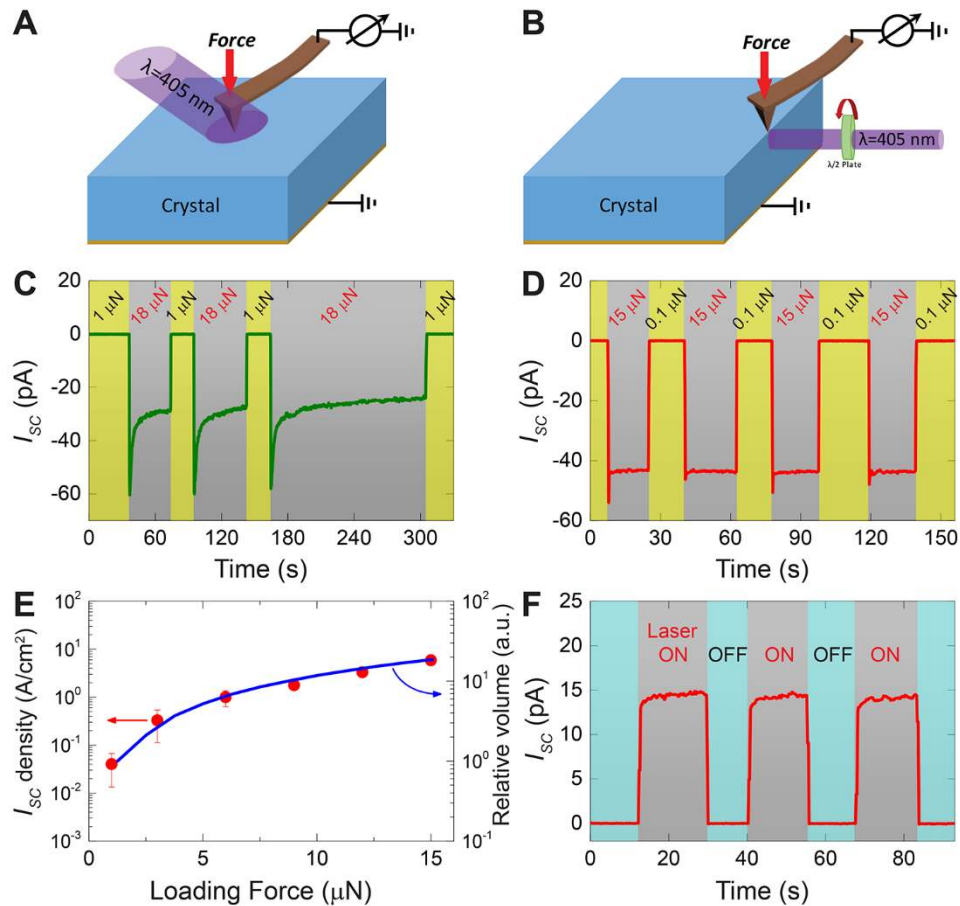 A
Force
λ=405 nm
Crystal
B
Force
λ=405 nm
λ/2 Plate
Crystal
C
20
0
-20
-40
-60
I_SC (pA)
1 μN
18 μN
1 μN
18 μN
1 μN
18 μN
1 μN
0 60 120 180 240 300
Time (s)
D
20
0
-20
-40
-60
I_SC (pA)
15 μN
0.1 μN
15 μN
0.1 μN
15 μN
0.1 μN
15 μN
0.1 μN
0 30 60 90 120 150
Time (s)
E
10²
10¹
10⁰
10⁻¹
10⁻²
10⁻³
I_SC density (A/cm²)
10²
10¹
10⁰
10⁻¹
Relative volume (a.u.)
0 5 10 15
Loading Force (μN)
F
25
20
15
10
5
0
I_SC (pA)
Laser
ON OFF ON OFF ON
0 20 40 60 80
Time (s)